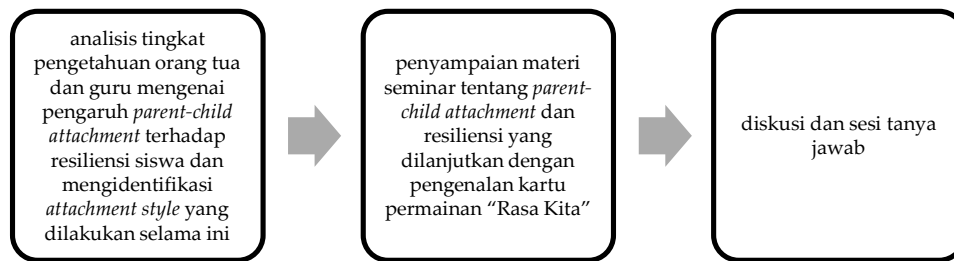 analisis tingkat
pengetahuan orang tua
dan guru mengenai
pengaruh parent-child
attachment terhadap
resiliensi siswa dan
mengidentifikasi
attachment style yang
dilakukan selama ini
penyampaian materi
seminar tentang parent-
child attachment dan
resiliensi yang
dilanjutkan dengan
pengenalan kartu
permainan “Rasa Kita”
diskusi dan sesi tanya
jawab